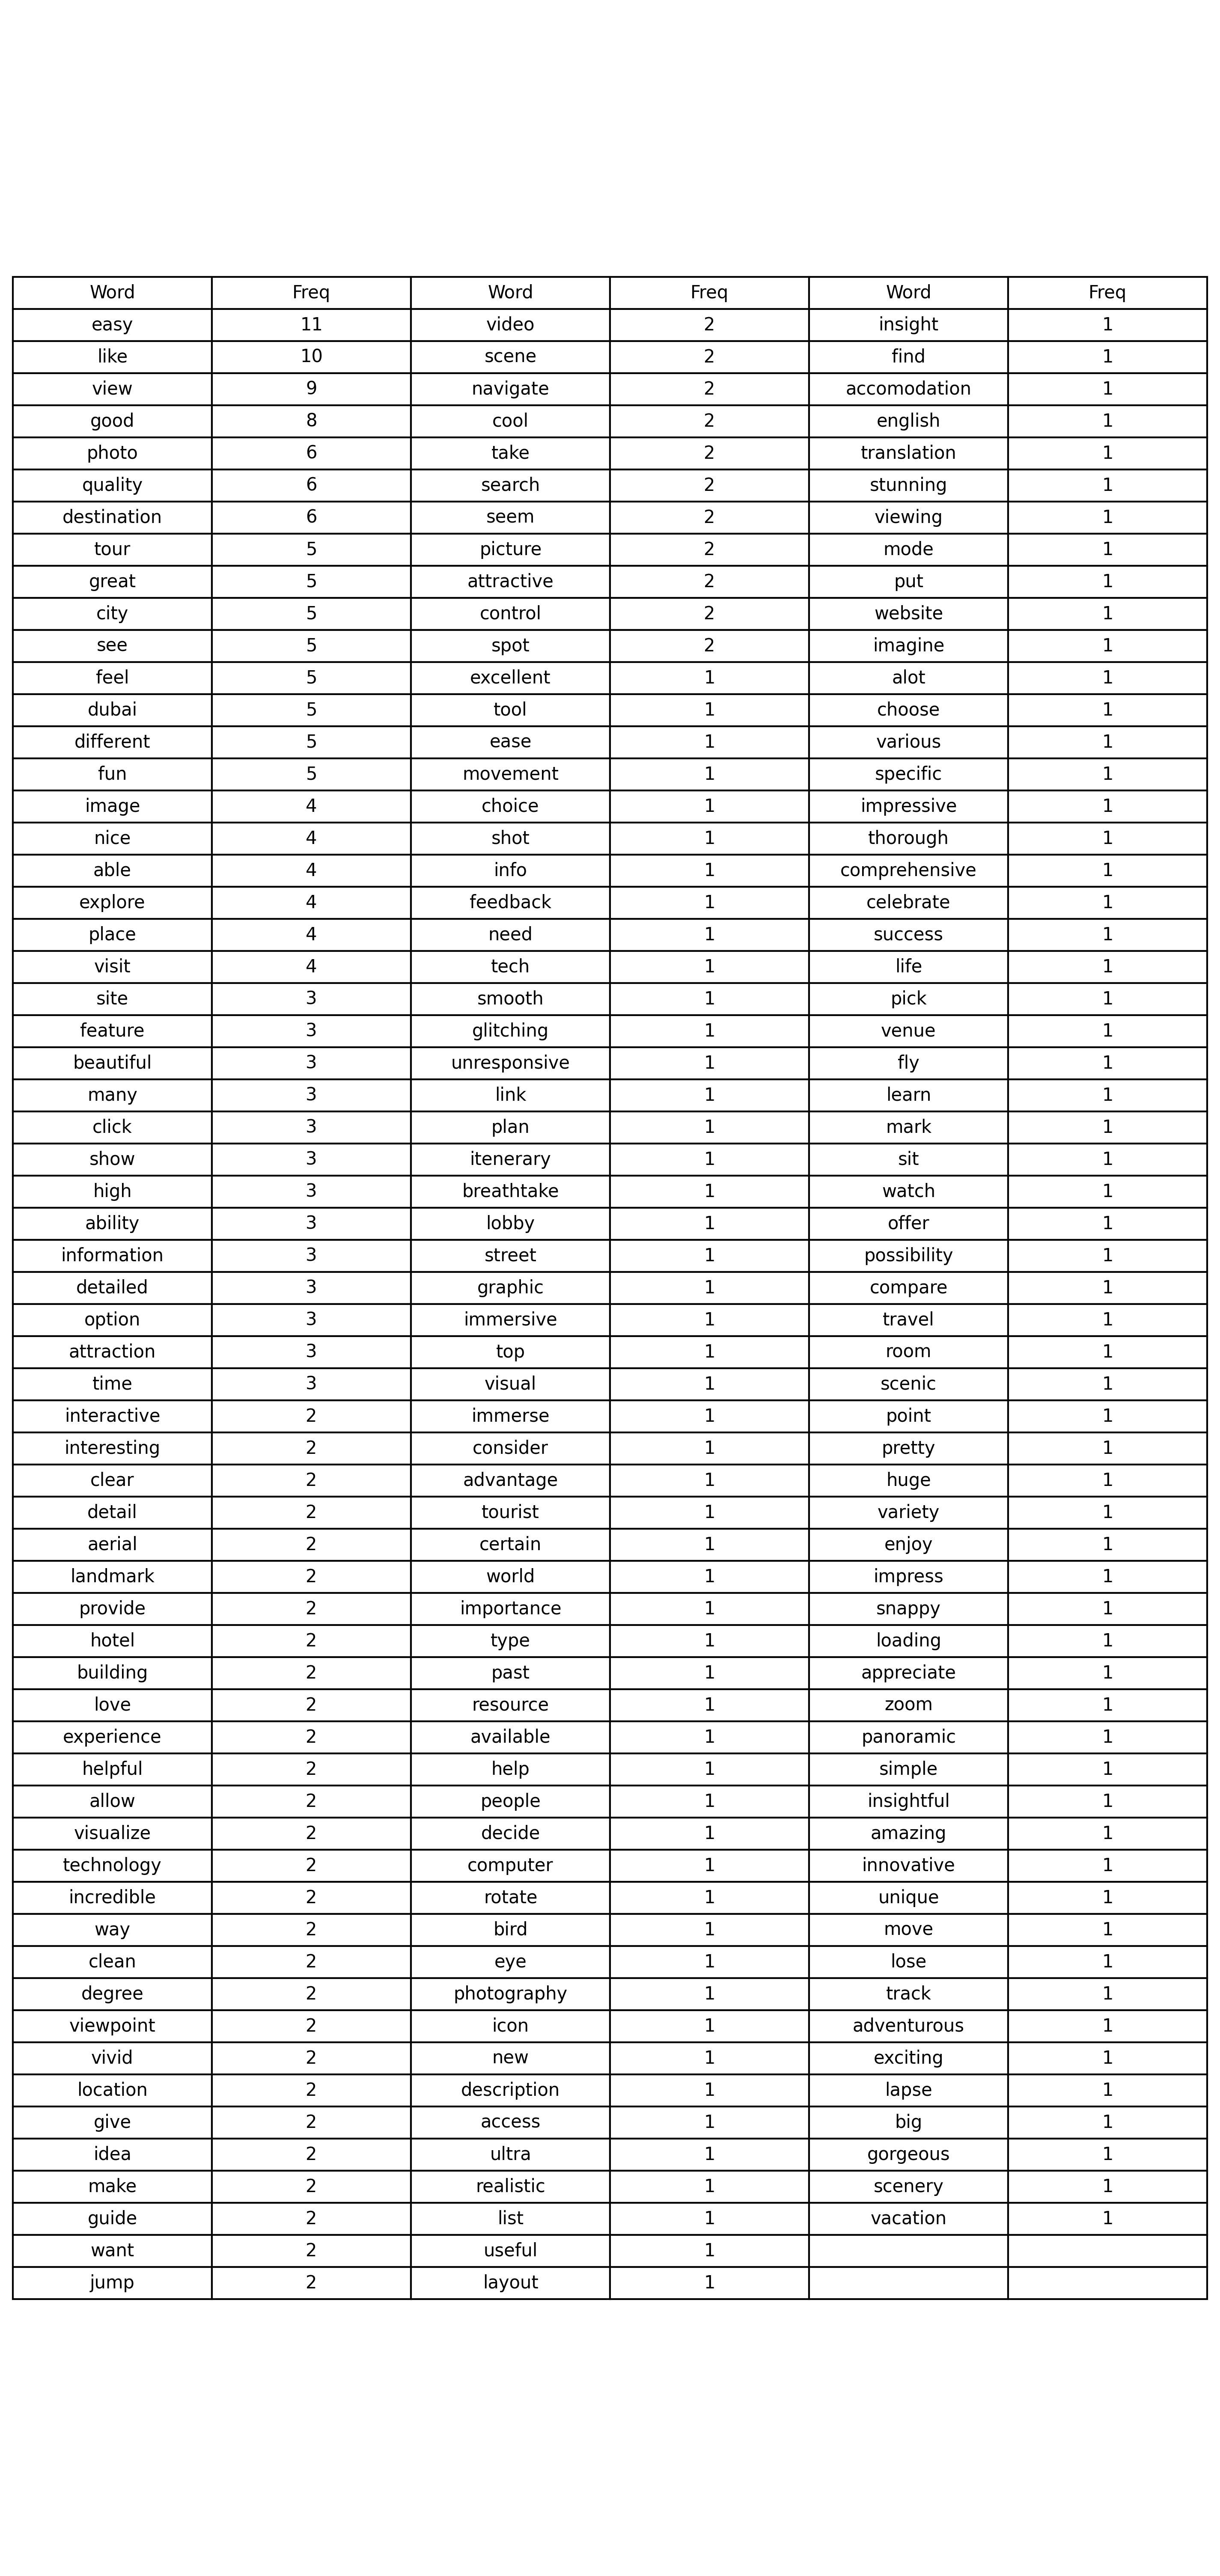 Word Freq Word Freq Word Freq
easy 11 video 2 insight 1
like 10 scene 2 find 1
view 9 navigate 2 accomodation 1
good 8 cool 2 english 1
photo 6 take 2 translation 1
quality 6 search 2 stunning 1
destination 6 seem 2 viewing 1
tour 5 picture 2 mode 1
great 5 attractive 2 put 1
city 5 control 2 website 1
see 5 spot 2 imagine 1
feel 5 excellent 1 alot 1
dubai 5 tool 1 choose 1
different 5 ease 1 various 1
fun 5 movement 1 specific 1
image 4 choice 1 impressive 1
nice 4 shot 1 thorough 1
able 4 info 1 comprehensive 1
explore 4 feedback 1 celebrate 1
place 4 need 1 success 1
visit 4 tech 1 life 1
site 3 smooth 1 pick 1
feature 3 glitching 1 venue 1
beautiful 3 unresponsive 1 fly 1
many 3 link 1 learn 1
click 3 plan 1 mark 1
show 3 itenerary 1 sit 1
high 3 breathtake 1 watch 1
ability 3 lobby 1 offer 1
information 3 street 1 possibility 1
detailed 3 graphic 1 compare 1
option 3 immersive 1 travel 1
attraction 3 top 1 room 1
time 3 visual 1 scenic 1
interactive 2 immerse 1 point 1
interesting 2 consider 1 pretty 1
clear 2 advantage 1 huge 1
detail 2 tourist 1 variety 1
aerial 2 certain 1 enjoy 1
landmark 2 world 1 impress 1
provide 2 importance 1 snappy 1
hotel 2 type 1 loading 1
building 2 past 1 appreciate 1
love 2 resource 1 zoom 1
experience 2 available 1 panoramic 1
helpful 2 help 1 simple 1
allow 2 people 1 insightful 1
visualize 2 decide 1 amazing 1
technology 2 computer 1 innovative 1
incredible 2 rotate 1 unique 1
way 2 bird 1 move 1
clean 2 eye 1 lose 1
degree 2 photography 1 track 1
viewpoint 2 icon 1 adventurous 1
vivid 2 new 1 exciting 1
location 2 description 1 lapse 1
give 2 access 1 big 1
idea 2 ultra 1 gorgeous 1
make 2 realistic 1 scenery 1
guide 2 list 1 vacation 1
want 2 useful 1
jump 2 layout 1